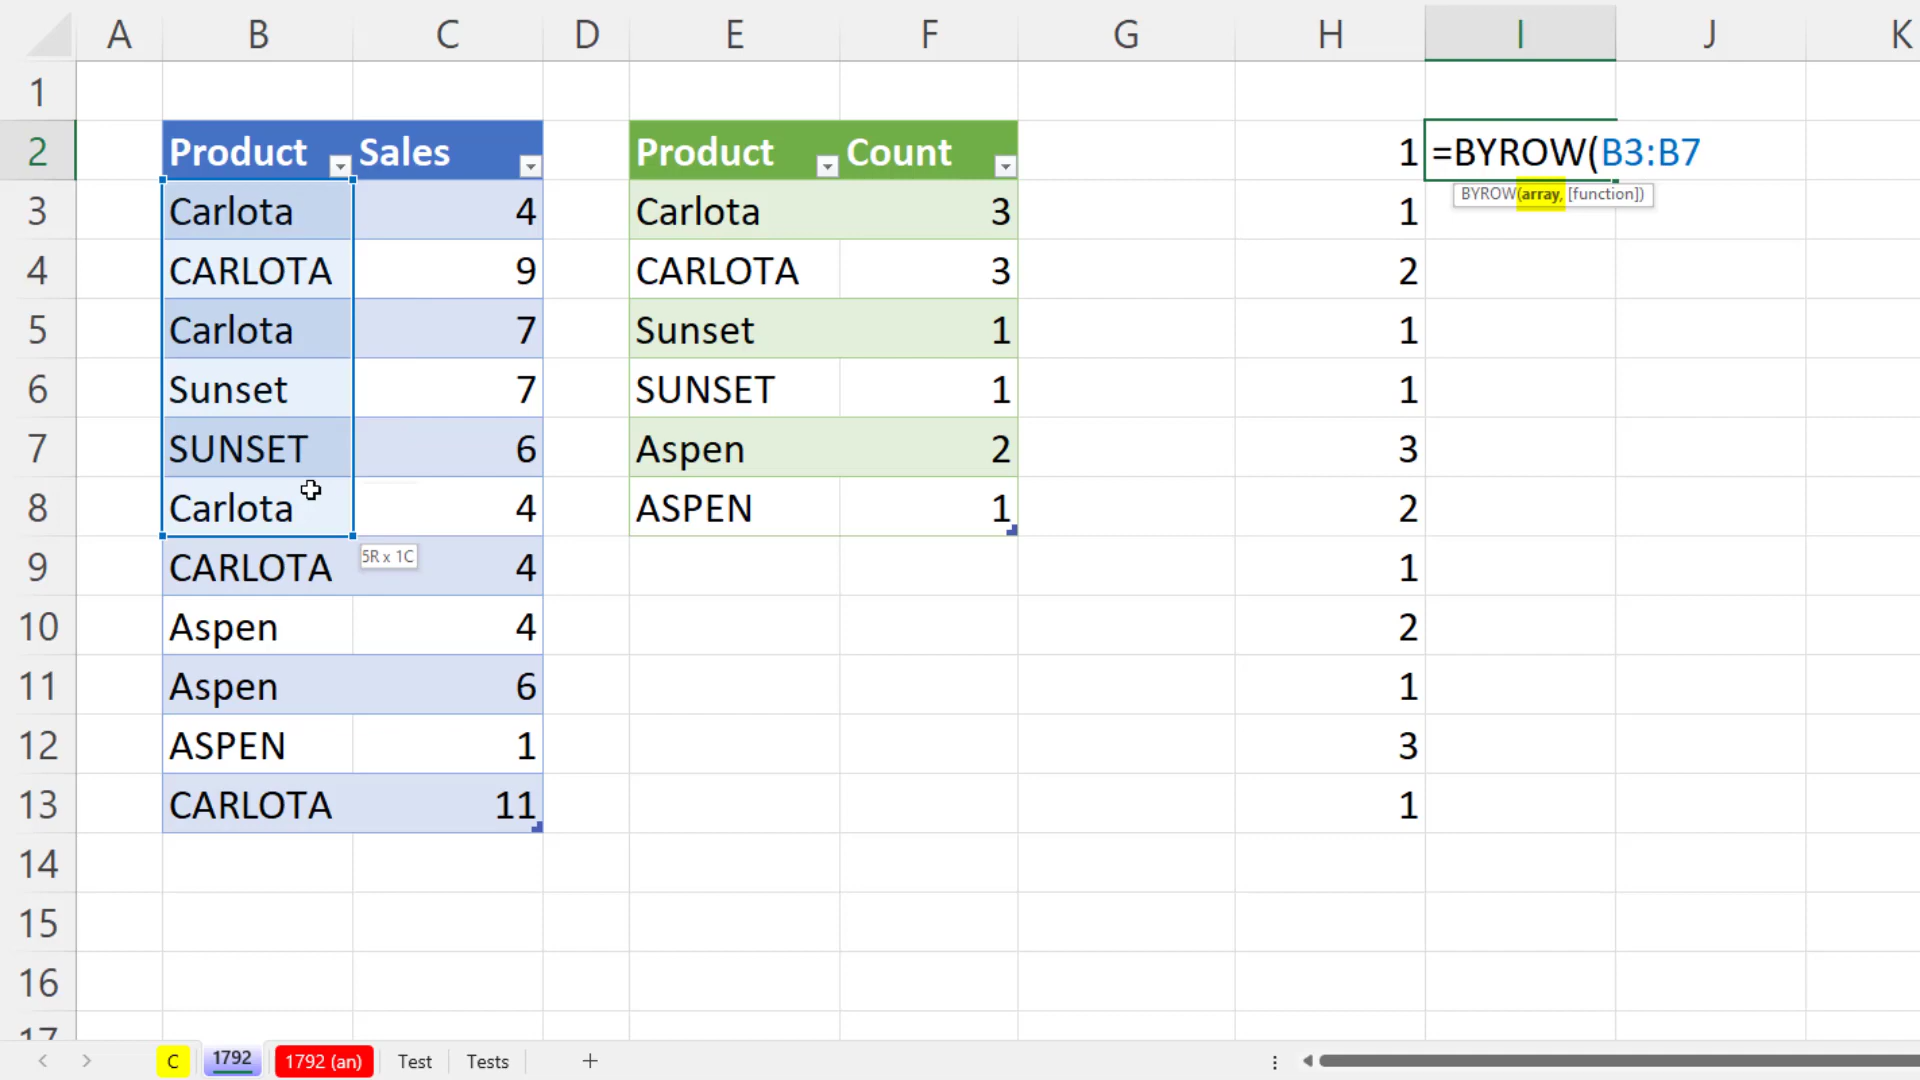 A B C D E F G H I J K
1
2 Product Sales Product Count 1 =BYROW(B3:B7
BYROW(array, [function])
3 Carlota 4 Carlota 3 1
4 CARLOTA 9 CARLOTA 3 2
5 Carlota 7 Sunset 1 1
6 Sunset 7 SUNSET 1 1
7 SUNSET 6 Aspen 2 3
8 Carlota 4 ASPEN 1 2
5R x 1C
9 CARLOTA 4 1
10 Aspen 4 2
11 Aspen 6 1
12 ASPEN 1 3
13 CARLOTA 11 1
14
15
16
17
C 1792 1792 (an) Test Tests